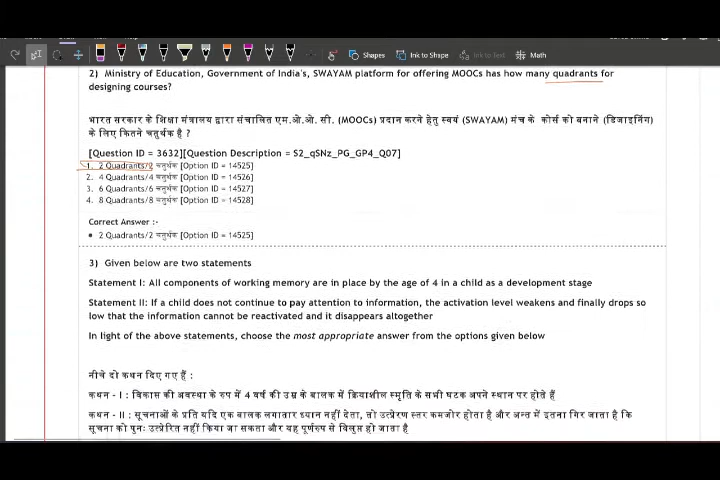 Shapes
Ink to Shape
Ink to Text
Math
2) Ministry of Education, Government of India's, SWAYAM platform for offering MOOCs has how many quadrants for
designing courses?
भारत सरकार के शिक्षा मंत्रालय द्वारा संचालित एम.ओ.ओ. सी. (MOOCs) प्रदान करने हेतु स्वयं (SWAYAM) मंच के कोर्स को बनाने (डिजाइनिंग)
के लिए कितने चतुर्थक है ?
[Question ID = 3632][Question Description = S2_qSNz_PG_GP4_Q07]
1. 2 Quadrants/2 चतुर्थक [Option ID = 14525]
2. 4 Quadrants/4 चतुर्थक [Option ID = 14526]
3. 6 Quadrants/6 चतुर्थक [Option ID = 14527]
4. 8 Quadrants/8 चतुर्थक [Option ID = 14528]
Correct Answer :-
• 2 Quadrants/2 चतुर्थक [Option ID = 14525]
3) Given below are two statements
Statement I: All components of working memory are in place by the age of 4 in a child as a development stage
Statement II: If a child does not continue to pay attention to information, the activation level weakens and finally drops so
low that the information cannot be reactivated and it disappears altogether
In light of the above statements, choose the most appropriate answer from the options given below
नीचे दो कथन दिए गए हैं :
कथन - I : विकास की अवस्था के रुप में 4 वर्ष की उम्र के बालक में क्रियाशील स्मृति के सभी घटक अपने स्थान पर होते हैं
कथन - II : सूचनाओं के प्रति यदि एक बालक लगातार ध्यान नहीं देता, तो उत्प्रेरण स्तर कमजोर होता है और अन्त में इतना गिर जाता है कि
सूचना को पुनः उत्प्रेरित नहीं किया जा सकता और यह पूर्णरुप से विलुप्त हो जाता है